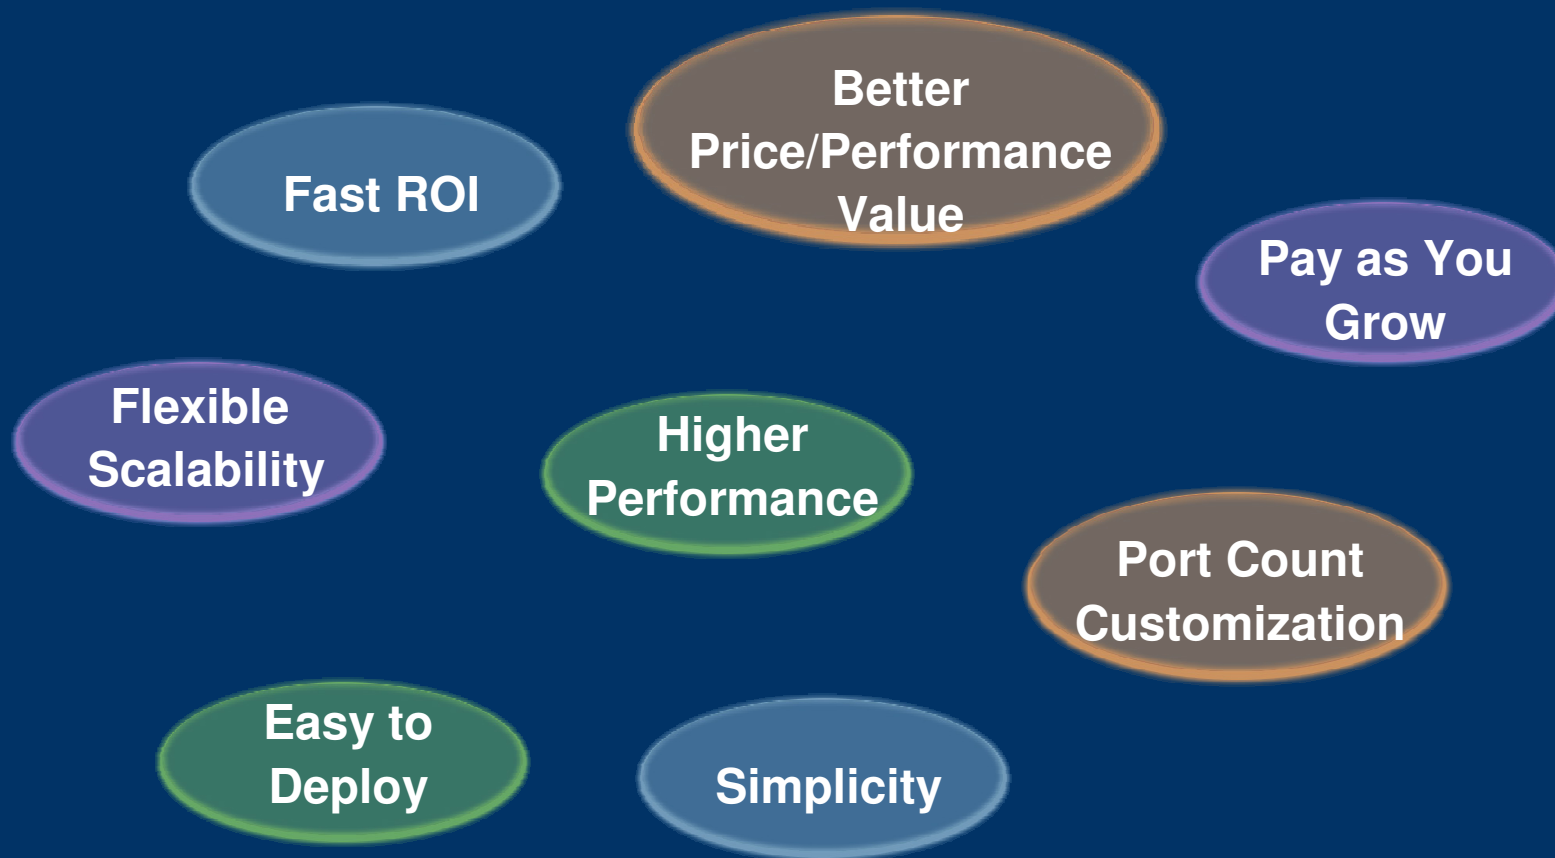 Better
Price/Performance
Value
Fast ROI
Pay as You
Grow
Flexible
Scalability
Higher
Performance
Port Count
Customization
Easy to
Deploy
Simplicity